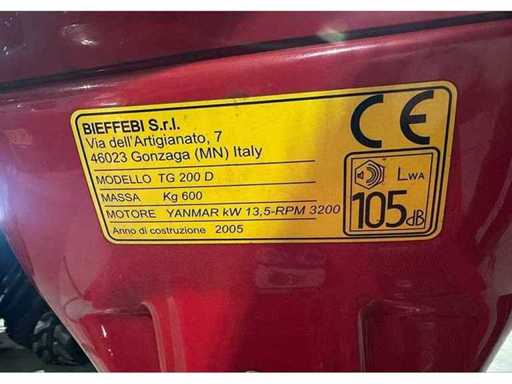 BIEFFEBI S.r.l.
Via dell'Artigianato, 7
46023 Gonzaga (MN) Italy
MODELLO TG 200 D
MASSA Kg 600
MOTORE YANMAR kW 13,5-RPM 3200
Anno di costruzione 2005
CE
LWA
105dB